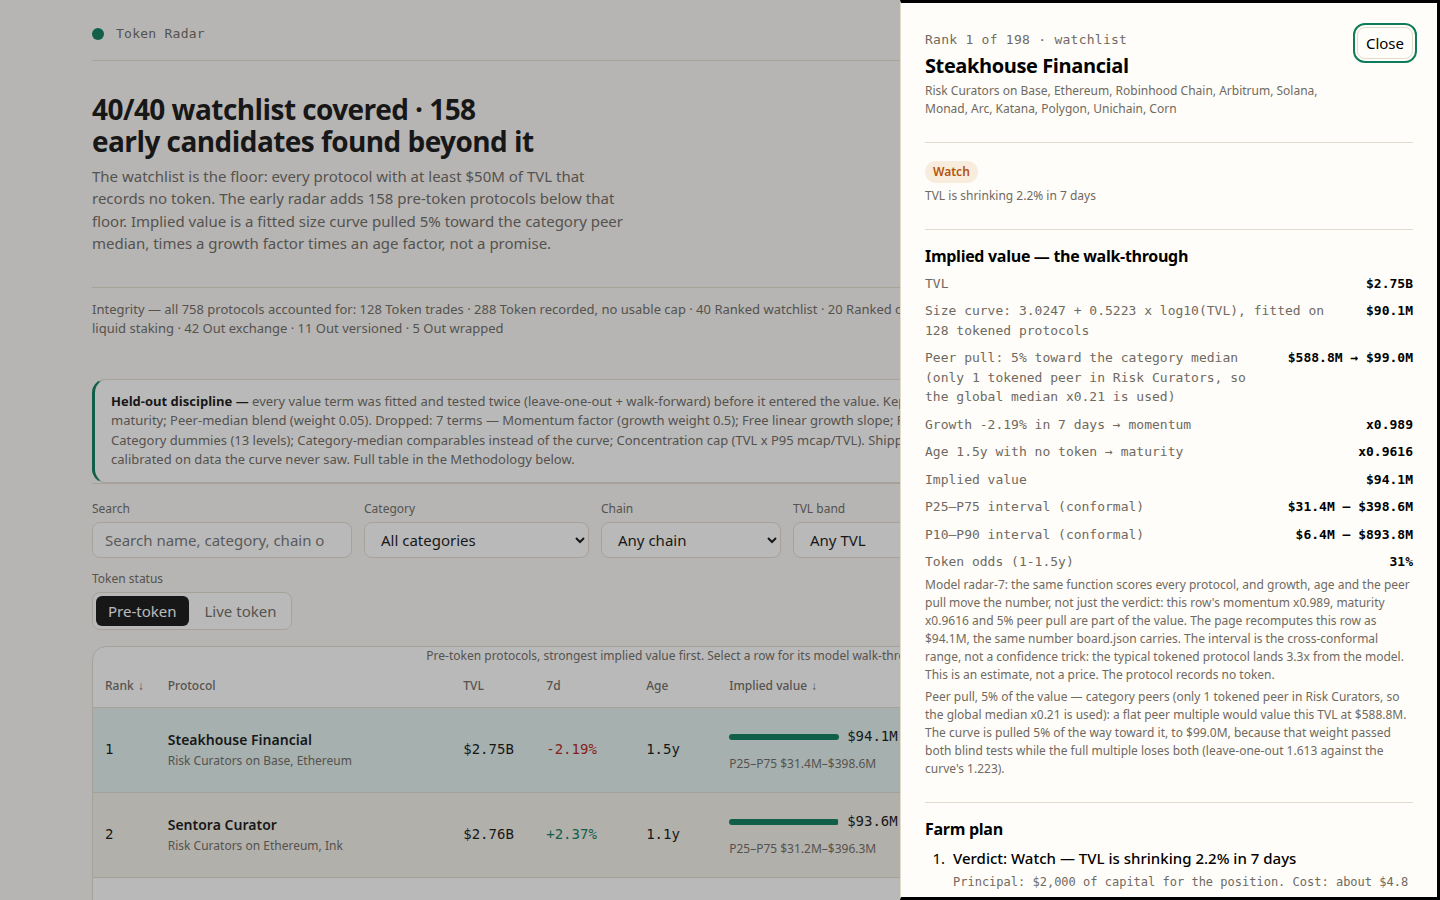 Token Radar
40/40 watchlist covered · 158
early candidates found beyond it
The watchlist is the floor: every protocol with at least $50M of TVL that
records no token. The early radar adds 158 pre-token protocols below that
floor. Implied value is a fitted size curve pulled 5% toward the category peer
median, times a growth factor times an age factor, not a promise.
Integrity — all 758 protocols accounted for: 128 Token trades · 288 Token recorded, no usable cap · 40 Ranked watchlist · 20 Ranked
liquid staking · 42 Out exchange · 11 Out versioned · 5 Out wrapped
Held-out discipline — every value term was fitted and tested twice (leave-one-out + walk-forward) before it entered the value.
maturity; Peer-median blend (weight 0.05). Dropped: 7 terms — Momentum factor (growth weight 0.5); Free linear growth slope;
Category dummies (13 levels); Category-median comparables instead of the curve; Concentration cap (TVL x P95 mcap/TVL).
calibrated on data the curve never saw. Full table in the Methodology below.
Search
Category
Chain
TVL band
Search name, category, chain o
All categories
Any chain
Any TVL
Token status
Pre-token
Live token
Pre-token protocols, strongest implied value first. Select a row for its model
Rank ↓
Protocol
TVL
7d
Age
Implied value ↓
1
Steakhouse Financial
Risk Curators on Base, Ethereum
$2.75B
-2.19%
1.5y
$94.1M
P25–P75 $31.4M–$398.6M
2
Sentora Curator
Risk Curators on Ethereum, Ink
$2.76B
+2.37%
1.1y
$93.6M
P25–P75 $31.2M–$396.3M
Rank 1 of 198 · watchlist
Close
Steakhouse Financial
Risk Curators on Base, Ethereum, Robinhood Chain, Arbitrum, Solana,
Monad, Arc, Katana, Polygon, Unichain, Corn
Watch
TVL is shrinking 2.2% in 7 days
Implied value — the walk-through
TVL $2.75B
Size curve: 3.0247 + 0.5223 x log10(TVL), fitted on $90.1M
128 tokened protocols
Peer pull: 5% toward the category median $588.8M → $99.0M
(only 1 tokened peer in Risk Curators, so
the global median x0.21 is used)
Growth -2.19% in 7 days → momentum x0.989
Age 1.5y with no token → maturity x0.9616
Implied value $94.1M
P25–P75 interval (conformal) $31.4M – $398.6M
P10–P90 interval (conformal) $6.4M – $893.8M
Token odds (1-1.5y) 31%
Model radar-7: the same function scores every protocol, and growth, age and the peer
pull move the number, not just the verdict: this row's momentum x0.989, maturity
x0.9616 and 5% peer pull are part of the value. The page recomputes this row as
$94.1M, the same number board.json carries. The interval is the cross-conformal
range, not a confidence trick: the typical tokened protocol lands 3.3x from the model.
This is an estimate, not a price. The protocol records no token.
Peer pull, 5% of the value — category peers (only 1 tokened peer in Risk Curators, so
the global median x0.21 is used): a flat peer multiple would value this TVL at $588.8M.
The curve is pulled 5% of the way toward it, to $99.0M, because that weight passed
both blind tests while the full multiple loses both (leave-one-out 1.613 against the
curve's 1.223).
Farm plan
1. Verdict: Watch — TVL is shrinking 2.2% in 7 days
Principal: $2,000 of capital for the position. Cost: about $4.8